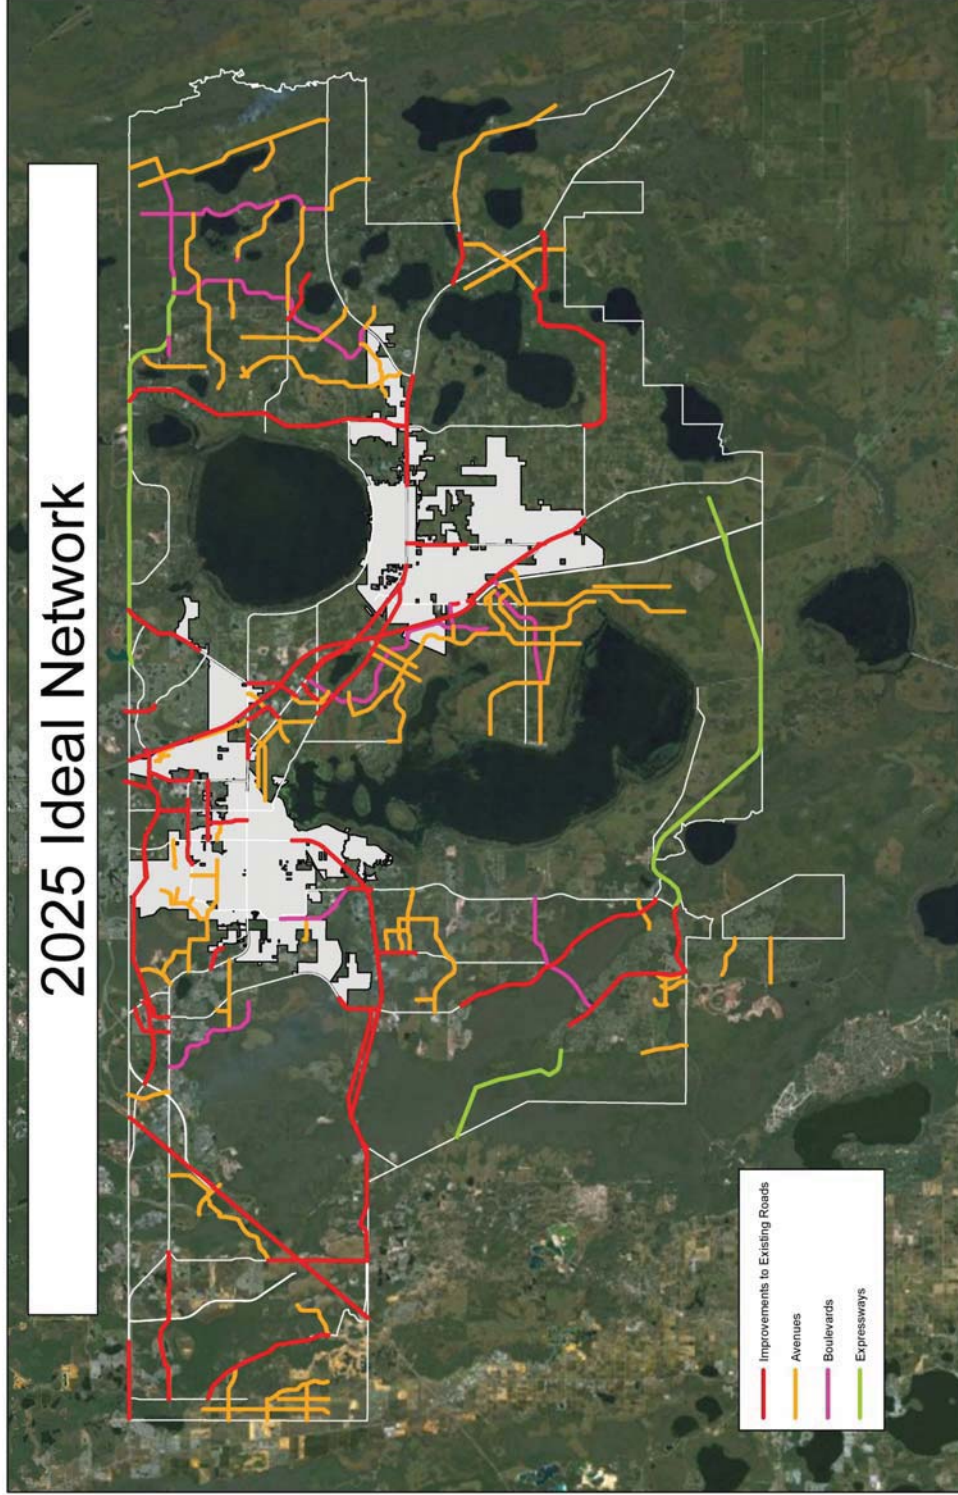 2025 Ideal Network
Improvements to Existing Roads
Avenues
Boulevards
Expressways